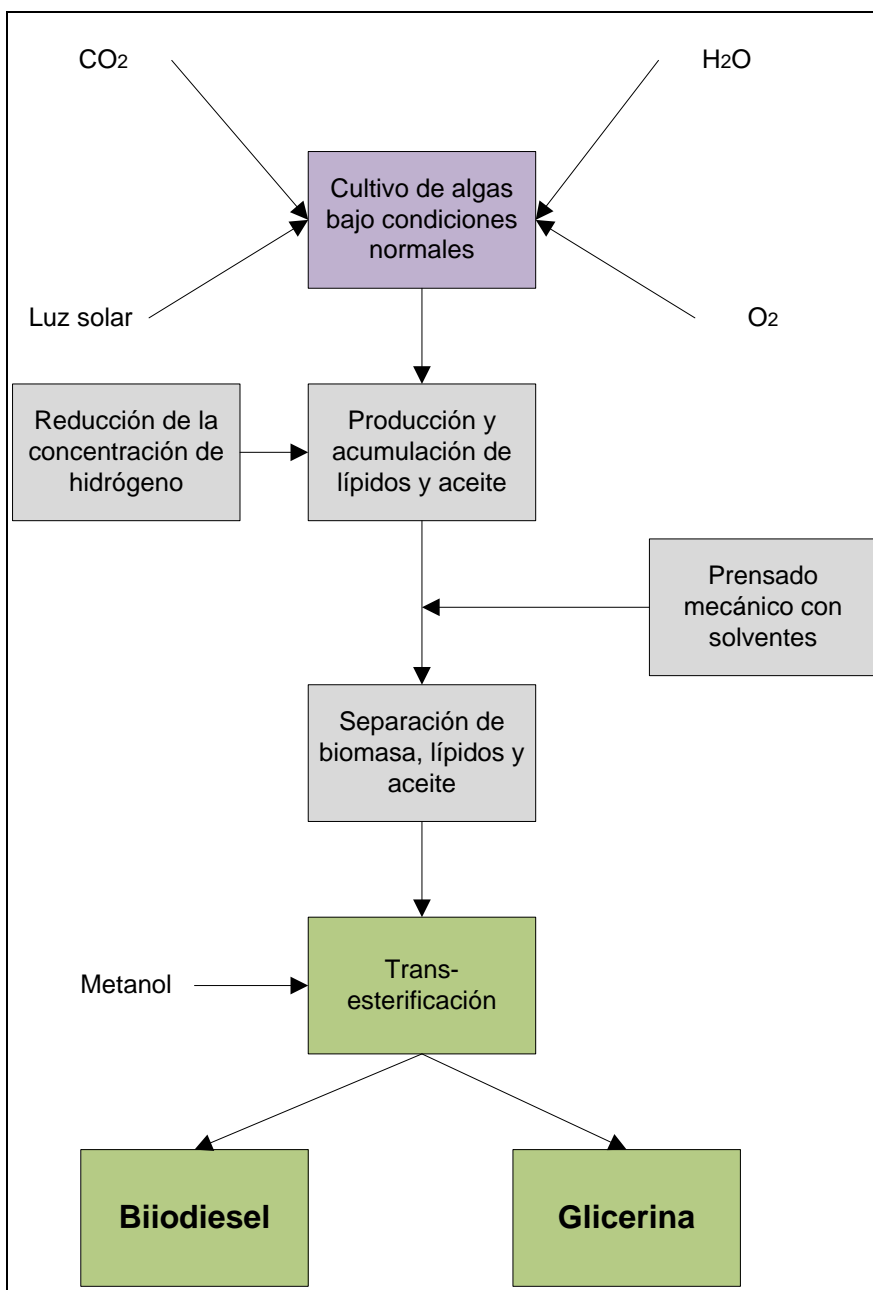 CO2
H2O
Cultivo de algas
bajo condiciones
normales
Luz solar
O2
Reducción de la
concentración de
hidrógeno
Producción y
acumulación de
lípidos y aceite
Prensado
mecánico con
solventes
Separación de
biomasa, lípidos y
aceite
Metanol
Trans-
esterificación
Biiodiesel
Glicerina